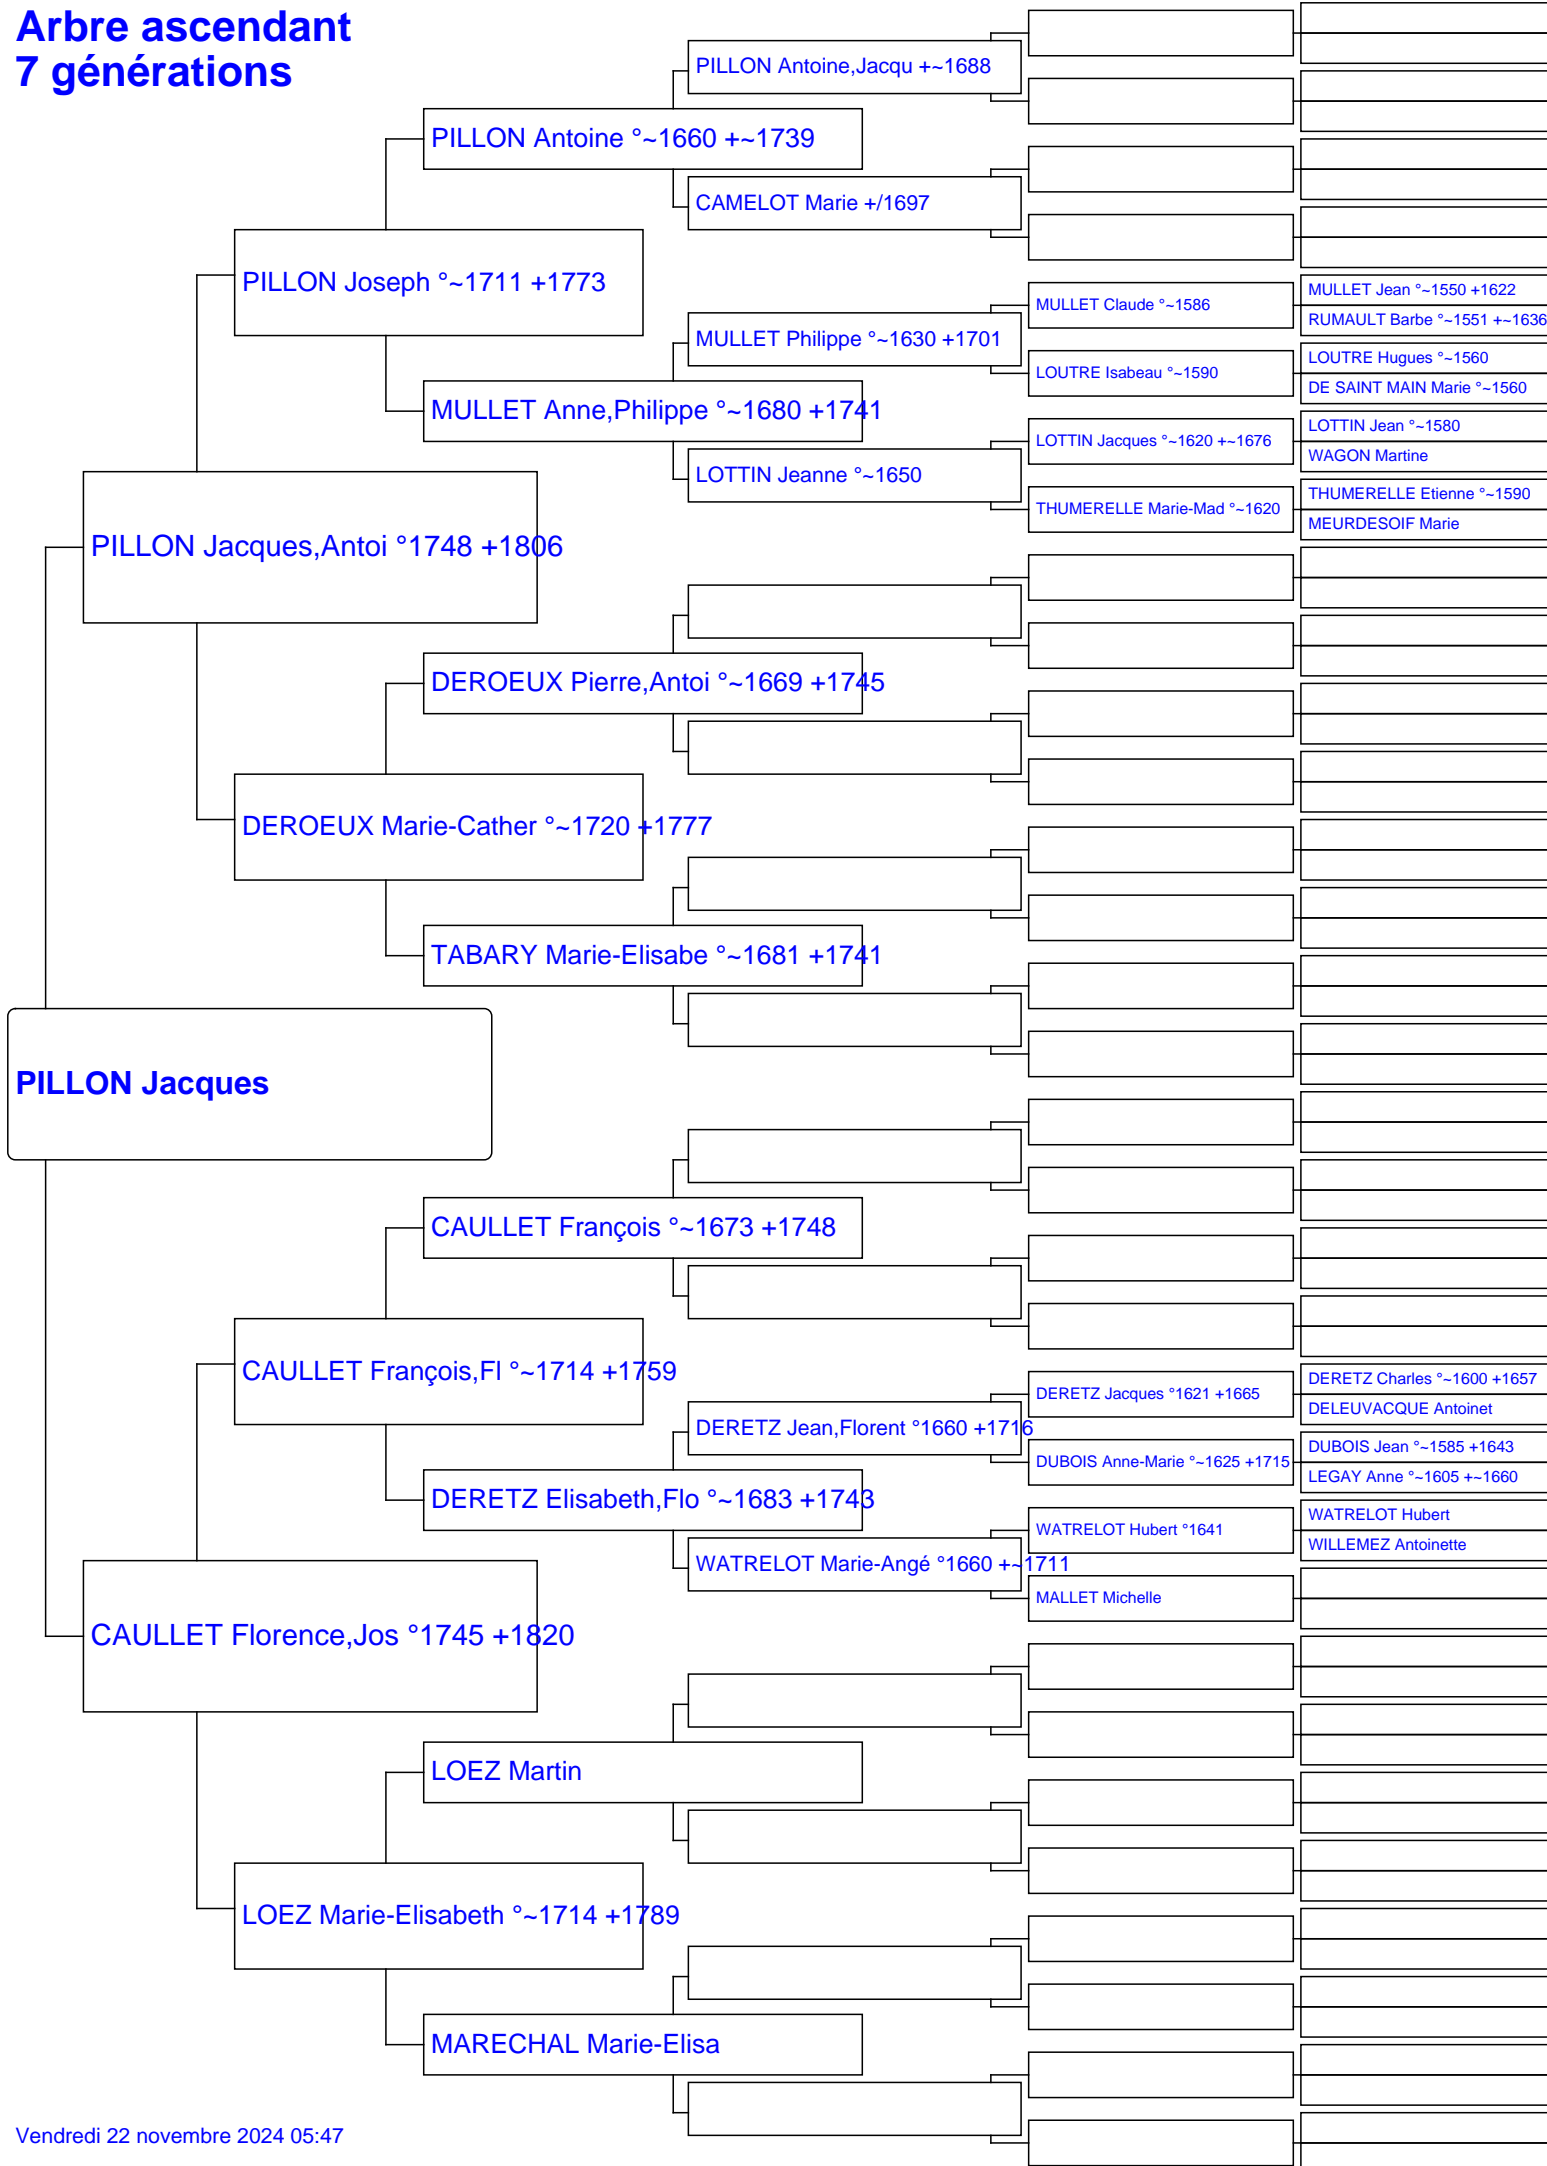 Arbre ascendant
7 générations
PILLON Antoine,Jacqu +~1688
PILLON Antoine °~1660 +~1739
CAMELOT Marie +/1697
PILLON Joseph °~1711 +1773
MULLET Jean °~1550 +1622
MULLET Claude °~1586
RUMAULT Barbe °~1551 +~1636
MULLET Philippe °~1630 +1701
LOUTRE Hugues °~1560
LOUTRE Isabeau °~1590
DE SAINT MAIN Marie °~1560
MULLET Anne,Philippe °~1680 +1741
LOTTIN Jean °~1580
LOTTIN Jacques °~1620 +~1676
WAGON Martine
LOTTIN Jeanne °~1650
THUMERELLE Etienne °~1590
THUMERELLE Marie-Mad °~1620
MEURDESOIF Marie
PILLON Jacques,Antoi °1748 +1806
DEROEUX Pierre,Antoi °~1669 +1745
DEROEUX Marie-Cather °~1720 +1777
TABARY Marie-Elisabe °~1681 +1741
PILLON Jacques
CAULLET François °~1673 +1748
CAULLET François,Fl °~1714 +1759
DERETZ Charles °~1600 +1657
DERETZ Jacques °1621 +1665
DELEUVACQUE Antoinet
DERETZ Jean,Florent °1660 +1716
DUBOIS Jean °~1585 +1643
DUBOIS Anne-Marie °~1625 +1715
LEGAY Anne °~1605 +~1660
DERETZ Elisabeth,Flo °~1683 +1743
WATRELOT Hubert
WATRELOT Hubert °1641
WILLEMEZ Antoinette
WATRELOT Marie-Angé °1660 +~1711
MALLET Michelle
CAULLET Florence,Jos °1745 +1820
LOEZ Martin
LOEZ Marie-Elisabeth °~1714 +1789
MARECHAL Marie-Elisa
Vendredi 22 novembre 2024 05:47